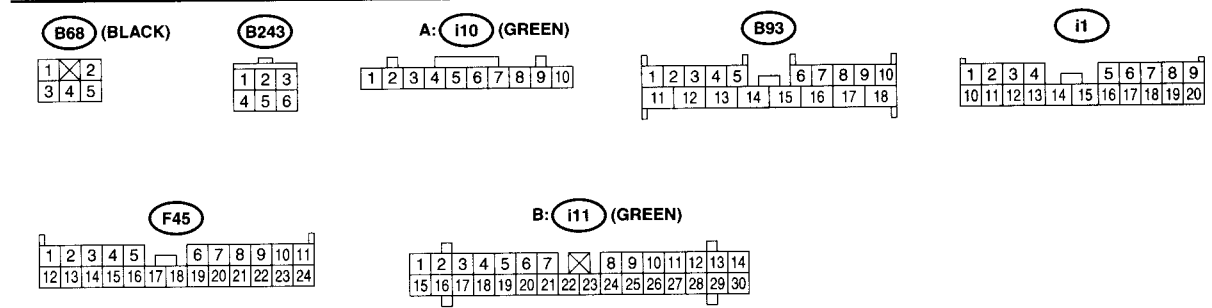 B68 (BLACK)
B243
A: i10 (GREEN)
B93
i1
1 2
3 4 5
1 2 3
4 5 6
1 2 3 4 5 6 7 8 9 10
1 2 3 4 5 6 7 8 9 10
11 12 13 14 15 16 17 18
1 2 3 4 5 6 7 8 9
10 11 12 13 14 15 16 17 18 19 20
F45
B: i11 (GREEN)
1 2 3 4 5 6 7 8 9 10 11
12 13 14 15 16 17 18 19 20 21 22 23 24
1 2 3 4 5 6 7 8 9 10 11 12 13 14
15 16 17 18 19 20 21 22 23 24 25 26 27 28 29 30